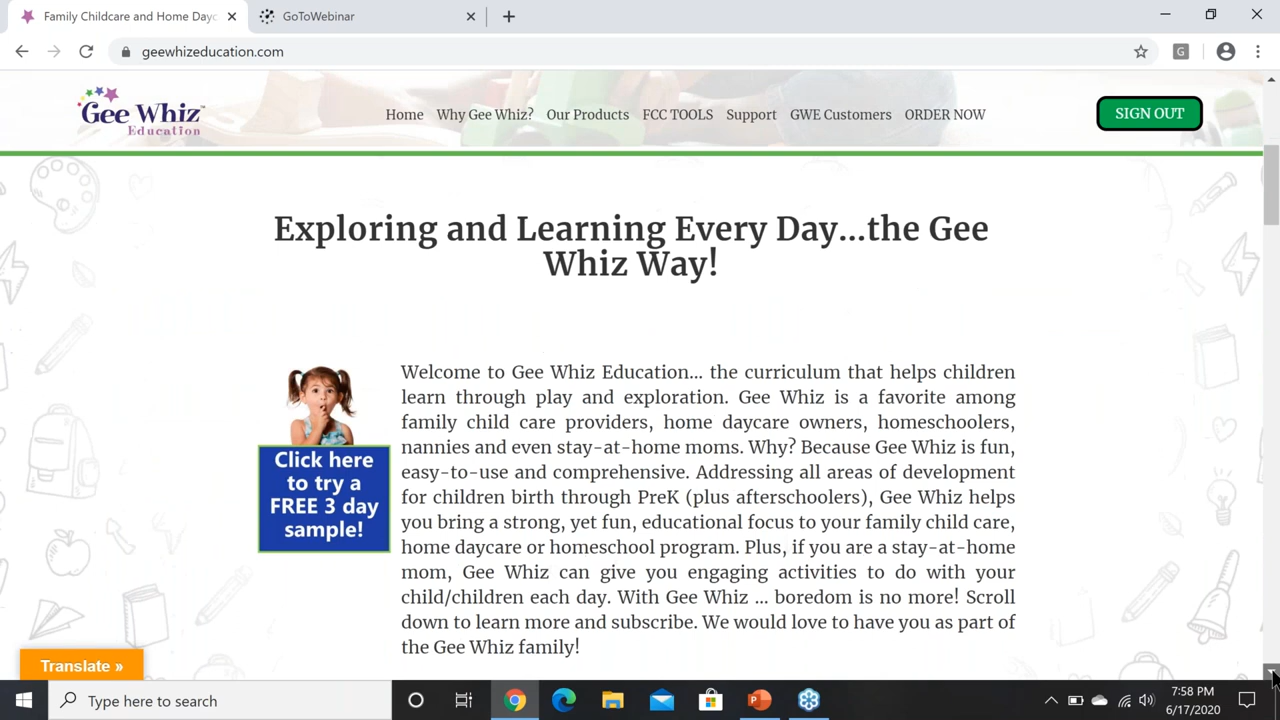 Family Childcare and Home Dayc
GoToWebinar
geewhizeducation.com
G
Gee Whiz
Education
Home Why Gee Whiz? Our Products FCC TOOLS Support GWE Customers ORDER NOW
SIGN OUT
Exploring and Learning Every Day...the Gee
Whiz Way!
Click here
to try a
FREE 3 day
sample!
Welcome to Gee Whiz Education... the curriculum that helps children
learn through play and exploration. Gee Whiz is a favorite among
family child care providers, home daycare owners, homeschoolers,
nannies and even stay-at-home moms. Why? Because Gee Whiz is fun,
easy-to-use and comprehensive. Addressing all areas of development
for children birth through PreK (plus afterschoolers), Gee Whiz helps
you bring a strong, yet fun, educational focus to your family child care,
home daycare or homeschool program. Plus, if you are a stay-at-home
mom, Gee Whiz can give you engaging activities to do with your
child/children each day. With Gee Whiz ... boredom is no more! Scroll
down to learn more and subscribe. We would love to have you as part of
the Gee Whiz family!
Translate »
Type here to search
7:58 PM
6/17/2020